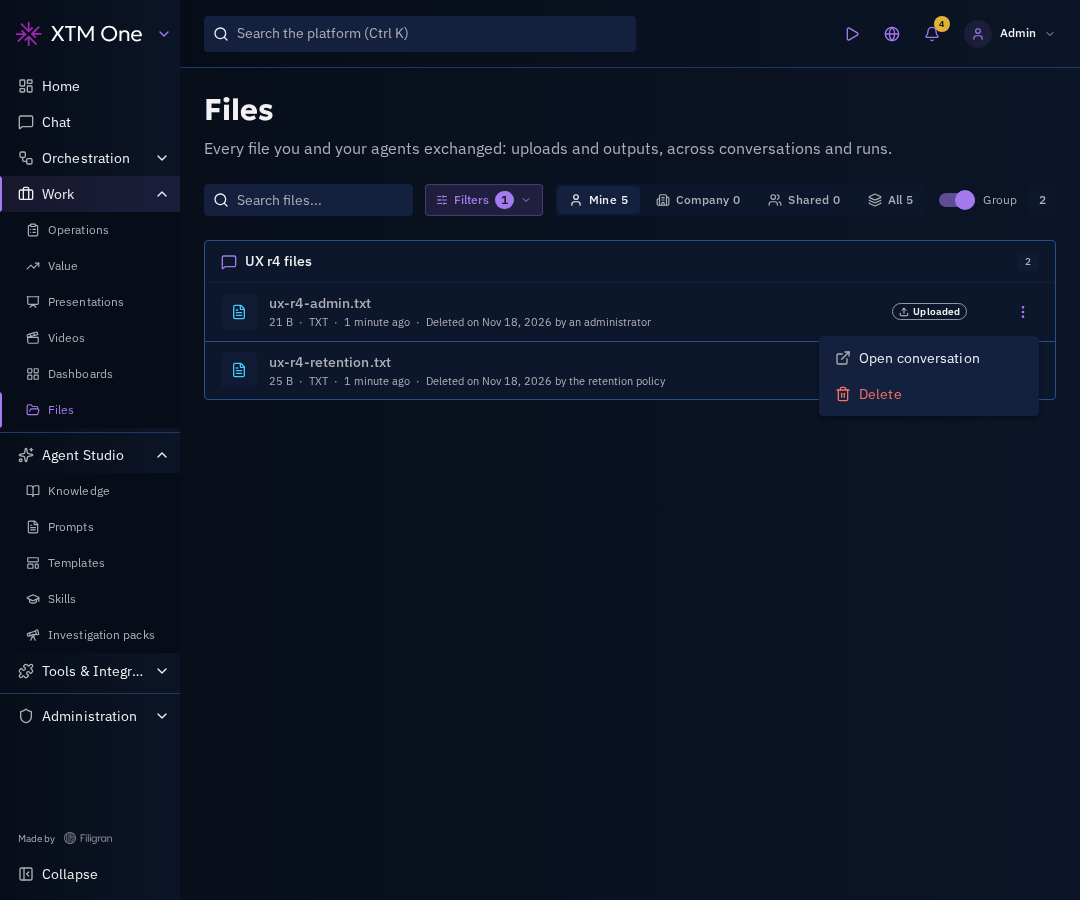 XTM One
Search the platform (Ctrl K)
4
Admin
Home
Chat
Orchestration
Work
Operations
Value
Presentations
Videos
Dashboards
Files
Agent Studio
Knowledge
Prompts
Templates
Skills
Investigation packs
Tools & Integr...
Administration
Made by Filigran
Collapse
Files
Every file you and your agents exchanged: uploads and outputs, across conversations and runs.
Search files...
Filters 1
Mine 5
Company 0
Shared 0
All 5
Group
2
UX r4 files
2
ux-r4-admin.txt
21 B · TXT · 1 minute ago · Deleted on Nov 18, 2026 by an administrator
Uploaded
ux-r4-retention.txt
25 B · TXT · 1 minute ago · Deleted on Nov 18, 2026 by the retention policy
Open conversation
Delete